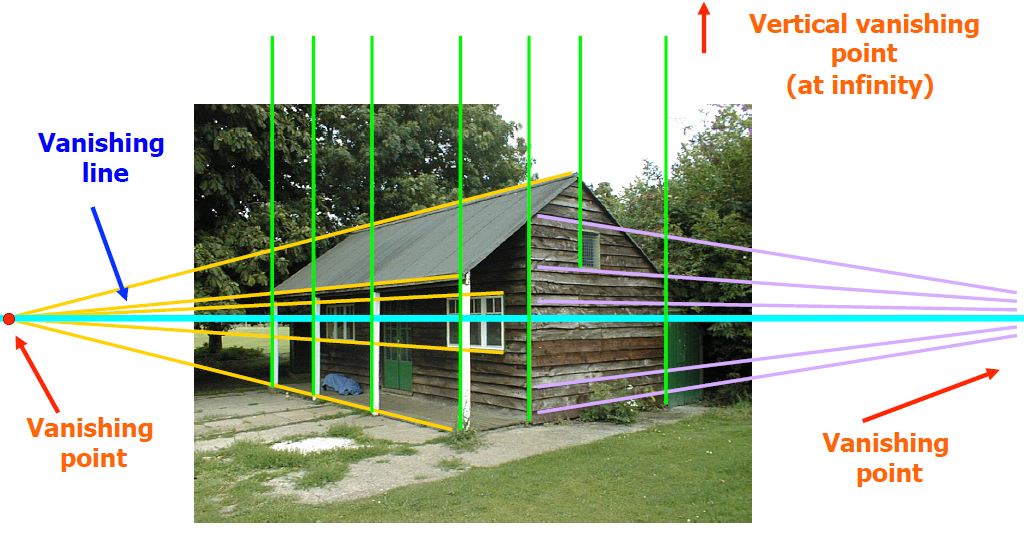 Vertical vanishing
point
(at infinity)
Vanishing
line
Vanishing
point
Vanishing
point